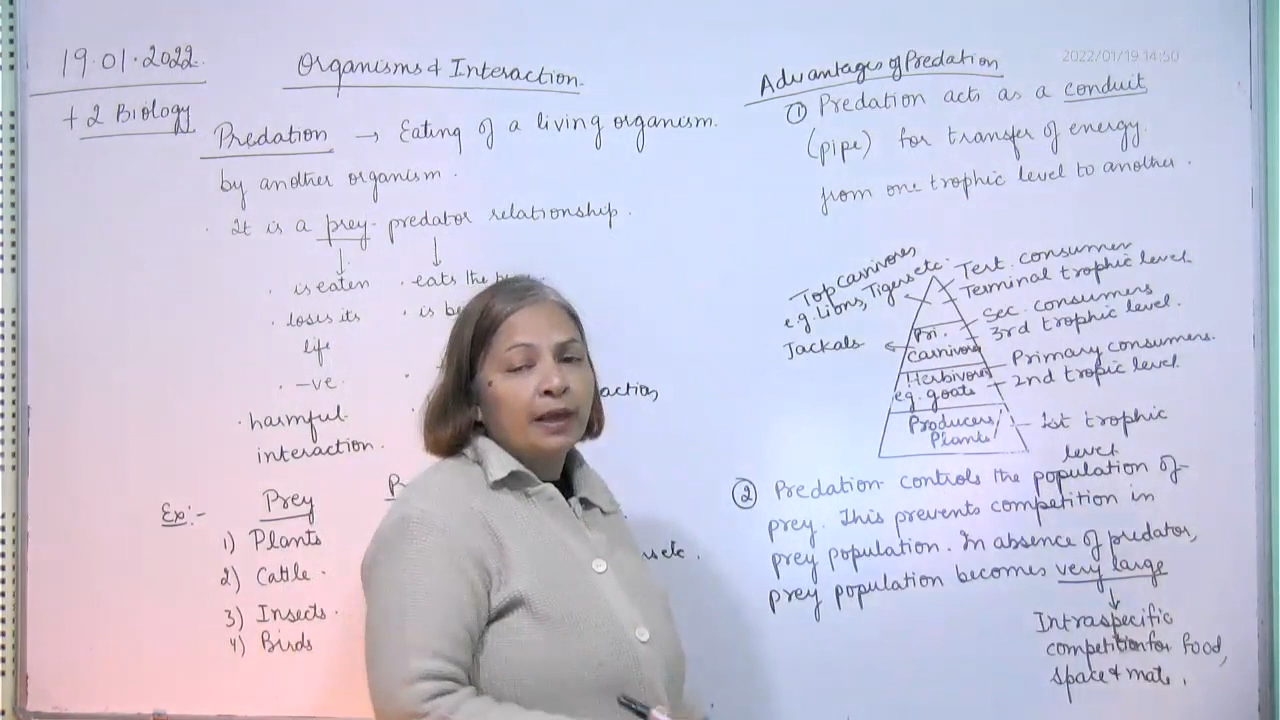 19.01.2022
+2 Biology
Organisms & Interaction
Predation → Eating of a living organism.
by another organism.
. It is a prey-predator relationship.
. is eaten
. loses its
life
. -ve
. harmful
interaction.
. eats the
. is
.
action,
Ex:-
Prey
1) Plants
2) Cattle.
3) Insects.
4) Birds
P
etc.
2022/01/19 14:50
Advantages of Predation
① Predation acts as a conduit
(pipe) for transfer of energy.
from one trophic level to another.
Top carnivores
e.g. Lions, Tigers etc.
Jackals
Tert. consumer
Terminal trophic level
Pri.
Carnivore
Sec. consumers
3rd trophic level.
Herbivores
eg. goats
Primary consumers.
2nd tropic level.
Producers/
Plants
1st trophic
level
② Predation controls the population of
prey. This prevents competition in
prey population. In absence of predator,
prey population becomes very large
Intraspecific
competition for food,
space & mate.